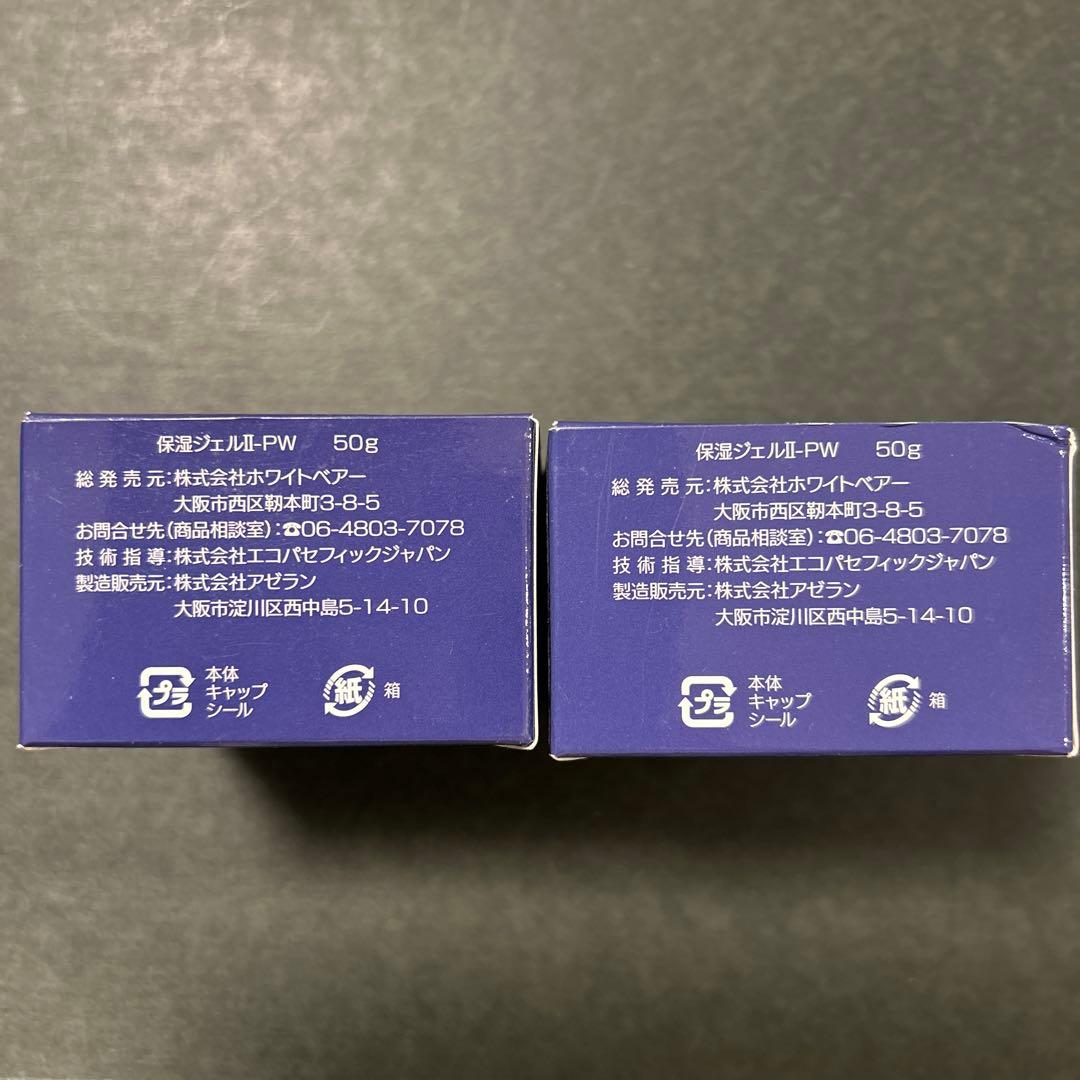 保湿ジェルII-PW 50g
総発売元:株式会社ホワイトベアー
大阪市西区靭本町3-8-5
お問合せ先(商品相談室):☎06-4803-7078
技術指導:株式会社エコパセフィックジャパン
製造販売元:株式会社アゼラン
大阪市淀川区西中島5-14-10
プラ
本体
キャップ
シール
紙
箱
保湿ジェルII-PW 50g
総発売元:株式会社ホワイトベアー
大阪市西区靭本町3-8-5
お問合せ先(商品相談室):☎06-4803-7078
技術指導:株式会社エコパセフィックジャパン
製造販売元:株式会社アゼラン
大阪市淀川区西中島5-14-10
プラ
本体
キャップ
シール
紙
箱